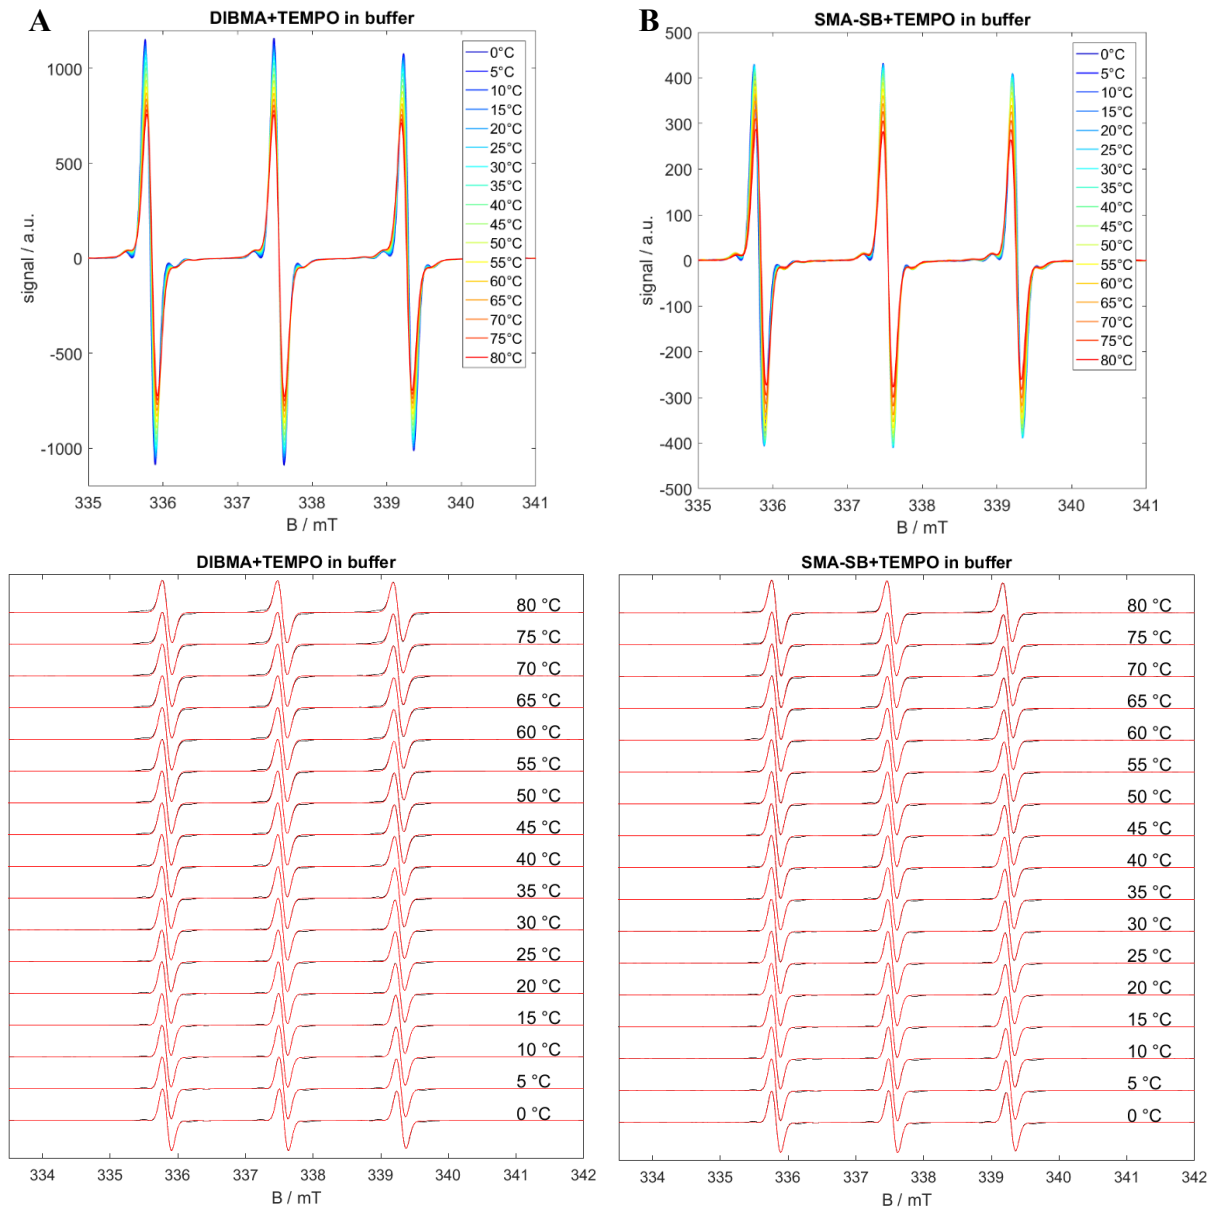 A
DIBMA+TEMPO in buffer
1000
500
0
-500
-1000
signal / a.u.
335
336
337
338
339
340
341
B / mT
0°C
5°C
10°C
15°C
20°C
25°C
30°C
35°C
40°C
45°C
50°C
55°C
60°C
65°C
70°C
75°C
80°C
B
SMA-SB+TEMPO in buffer
500
400
300
200
100
0
-100
-200
-300
-400
-500
signal / a.u.
335
336
337
338
339
340
341
B / mT
0°C
5°C
10°C
15°C
20°C
25°C
30°C
35°C
40°C
45°C
50°C
55°C
60°C
65°C
70°C
75°C
80°C
DIBMA+TEMPO in buffer
80 °C
75 °C
70 °C
65 °C
60 °C
55 °C
50 °C
45 °C
40 °C
35 °C
30 °C
25 °C
20 °C
15 °C
10 °C
5 °C
0 °C
334
335
336
337
338
339
340
341
342
B / mT
SMA-SB+TEMPO in buffer
80 °C
75 °C
70 °C
65 °C
60 °C
55 °C
50 °C
45 °C
40 °C
35 °C
30 °C
25 °C
20 °C
15 °C
10 °C
5 °C
0 °C
334
335
336
337
338
339
340
341
342
B / mT